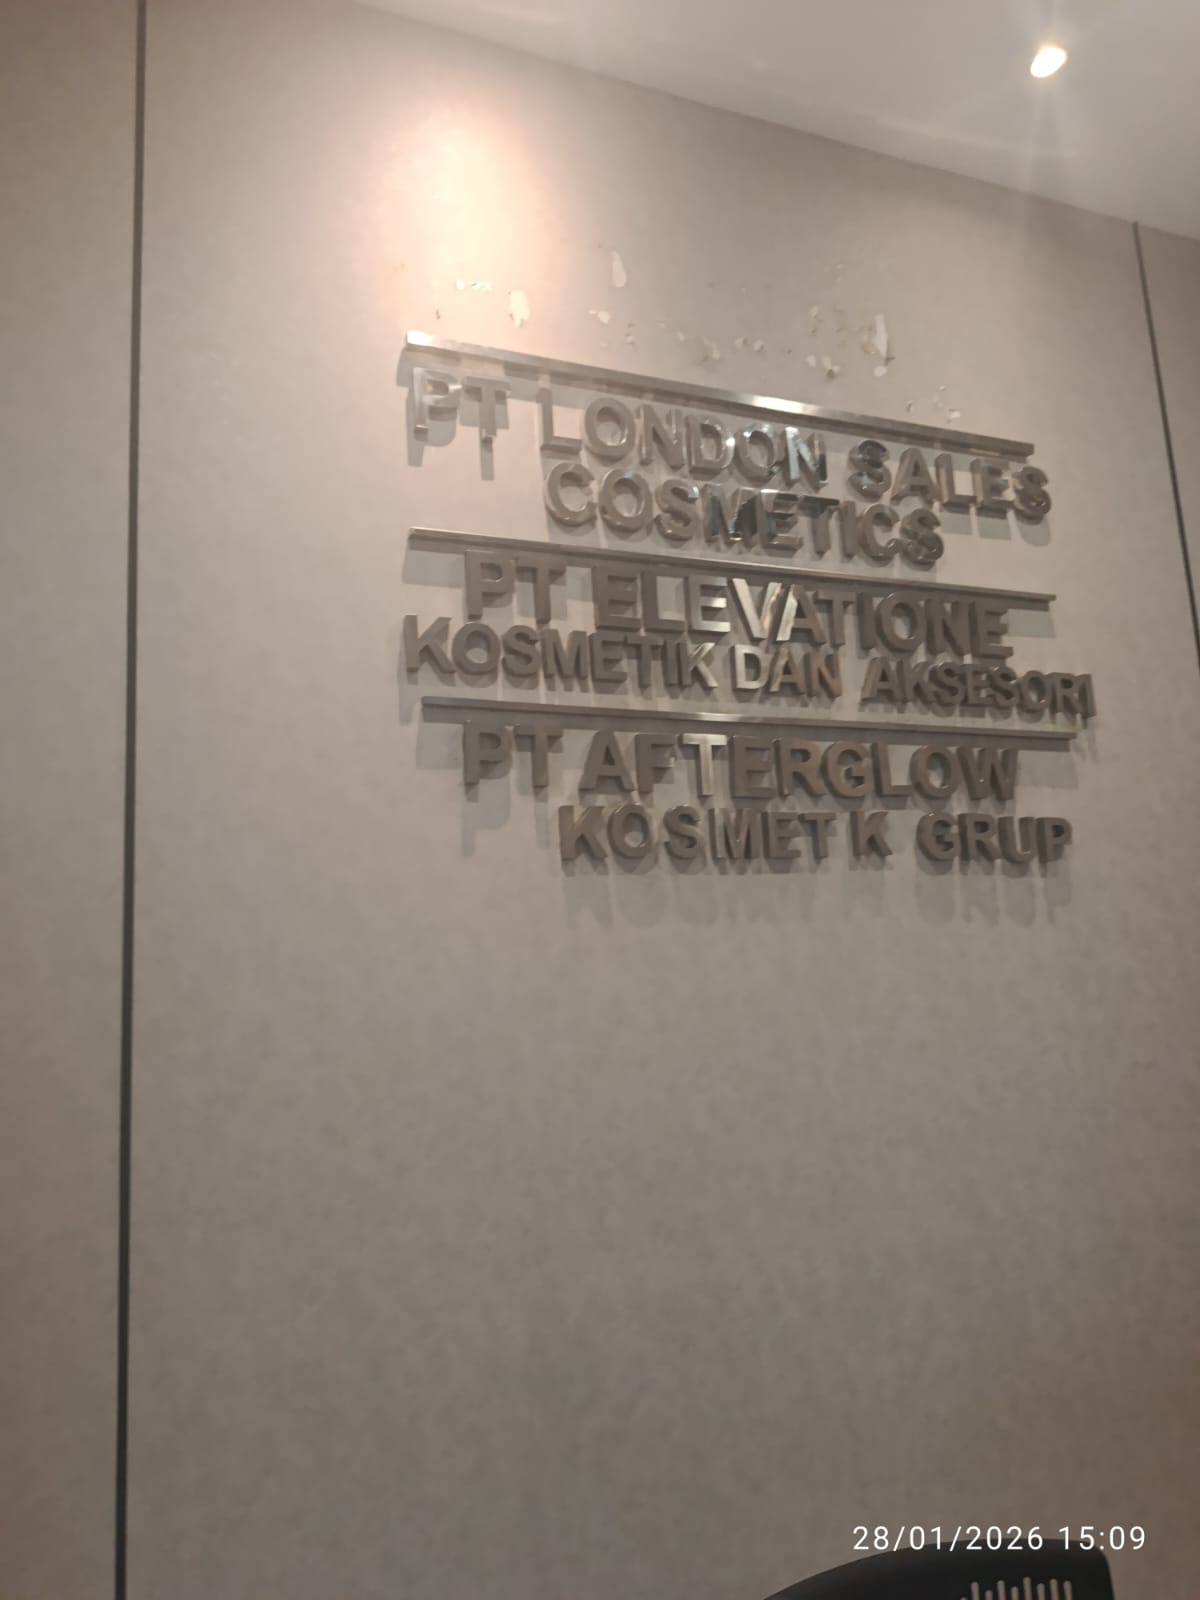 PT LONDON SALES
COSMETICS
PT ELEVATIONE
KOSMETIK DAN AKSESORI
PT AFTERGLOW
KOSMET K GRUP
28/01/2026 15:09